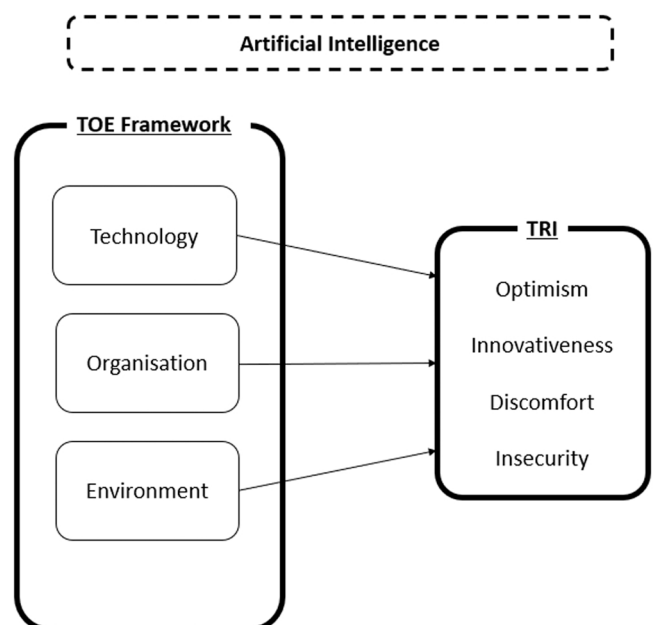 Artificial Intelligence
TOE Framework
Technology
Organisation
Environment
TRI
Optimism
Innovativeness
Discomfort
Insecurity